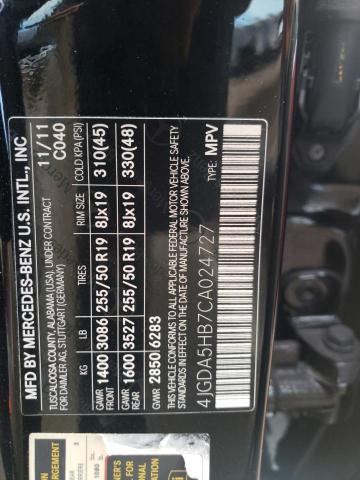 MFD BY MERCEDES-BENZ U.S. INTL., INC
TUSCALOOSA COUNTY, ALABAMA (USA), UNDER CONTRACT 11/11
FOR DAIMLER AG, STUTTGART (GERMANY) C040
KG LB TIRES RIM SIZE COLD KPA (PSI)
GAWR FRONT 1400 3086 255/50 R19 8Jx19 310(45)
GAWR REAR 1600 3527 255/50 R19 8Jx19 330(48)
GVWR 2850 6283
THIS VEHICLE CONFORMS TO ALL APPLICABLE FEDERAL MOTOR VEHICLE SAFETY
STANDARDS IN EFFECT ON THE DATE OF MANUFACTURE SHOWN ABOVE.
TYPE: MPV
4JGDA5HB7CA024727